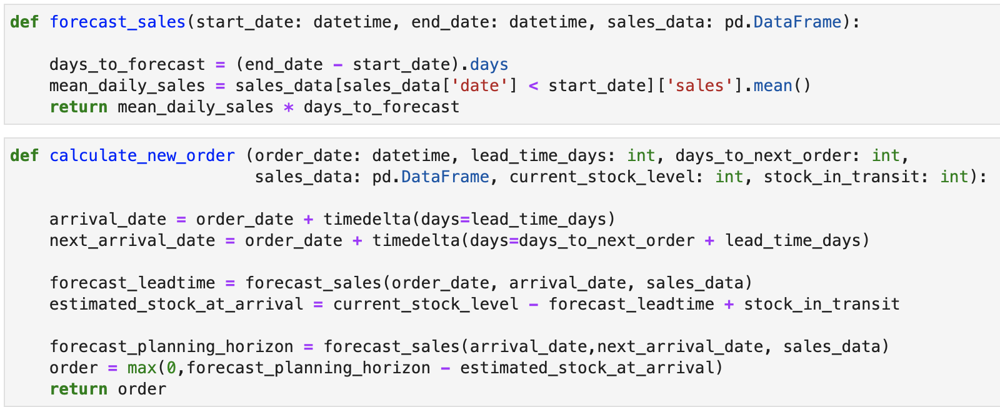 def forecast_sales(start_date: datetime, end_date: datetime, sales_data: pd.DataFrame):
days_to_forecast = (end_date - start_date).days
mean_daily_sales = sales_data[sales_data['date'] < start_date]['sales'].mean()
return mean_daily_sales * days_to_forecast
def calculate_new_order (order_date: datetime, lead_time_days: int, days_to_next_order: int,
sales_data: pd.DataFrame, current_stock_level: int, stock_in_transit: int):
arrival_date = order_date + timedelta(days=lead_time_days)
next_arrival_date = order_date + timedelta(days=days_to_next_order + lead_time_days)
forecast_leadtime = forecast_sales(order_date, arrival_date, sales_data)
estimated_stock_at_arrival = current_stock_level - forecast_leadtime + stock_in_transit
forecast_planning_horizon = forecast_sales(arrival_date,next_arrival_date, sales_data)
order = max(0,forecast_planning_horizon - estimated_stock_at_arrival)
return order